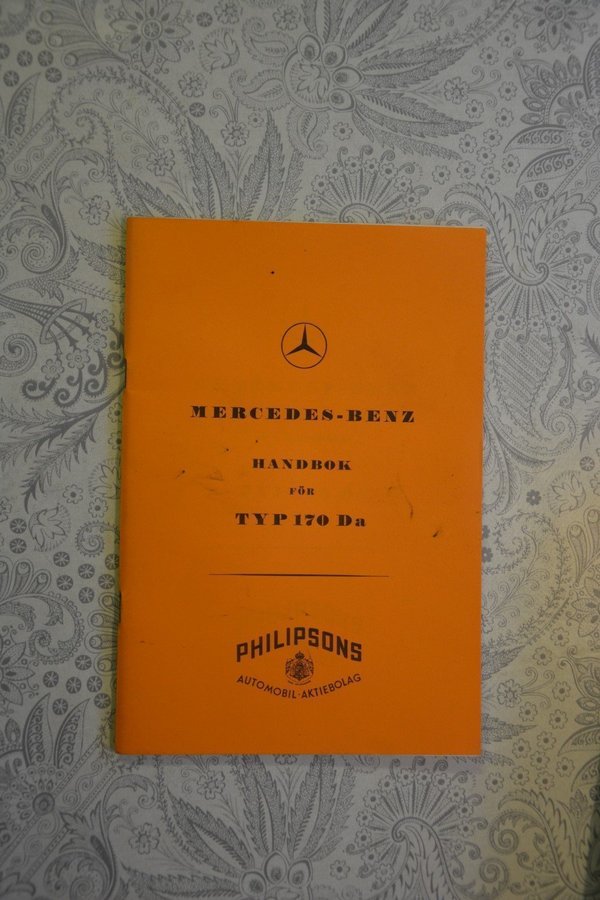 MERCEDES-BENZ
HANDBOK
FÖR
TYP 170 Da
PHILIPSONS
AUTOMOBIL-AKTIEBOLAG